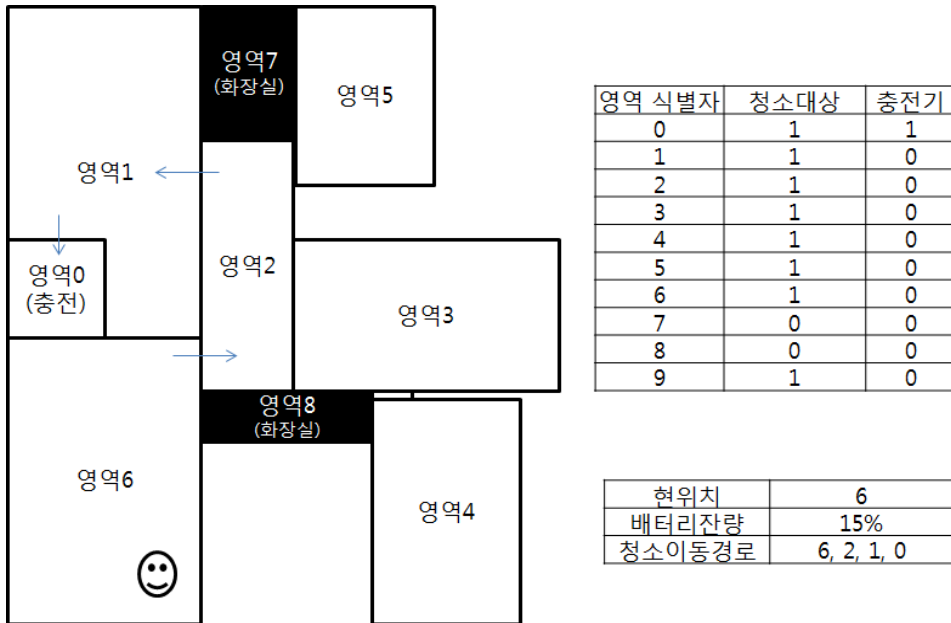 영역7
(화장실)
영역5
영역1
영역2
영역0
(충전)
영역3
영역8
(화장실)
영역6
영역4
영역 식별자 청소대상 충전기
0 1 1
1 1 0
2 1 0
3 1 0
4 1 0
5 1 0
6 1 0
7 0 0
8 0 0
9 1 0
현위치 6
배터리잔량 15%
청소이동경로 6, 2, 1, 0